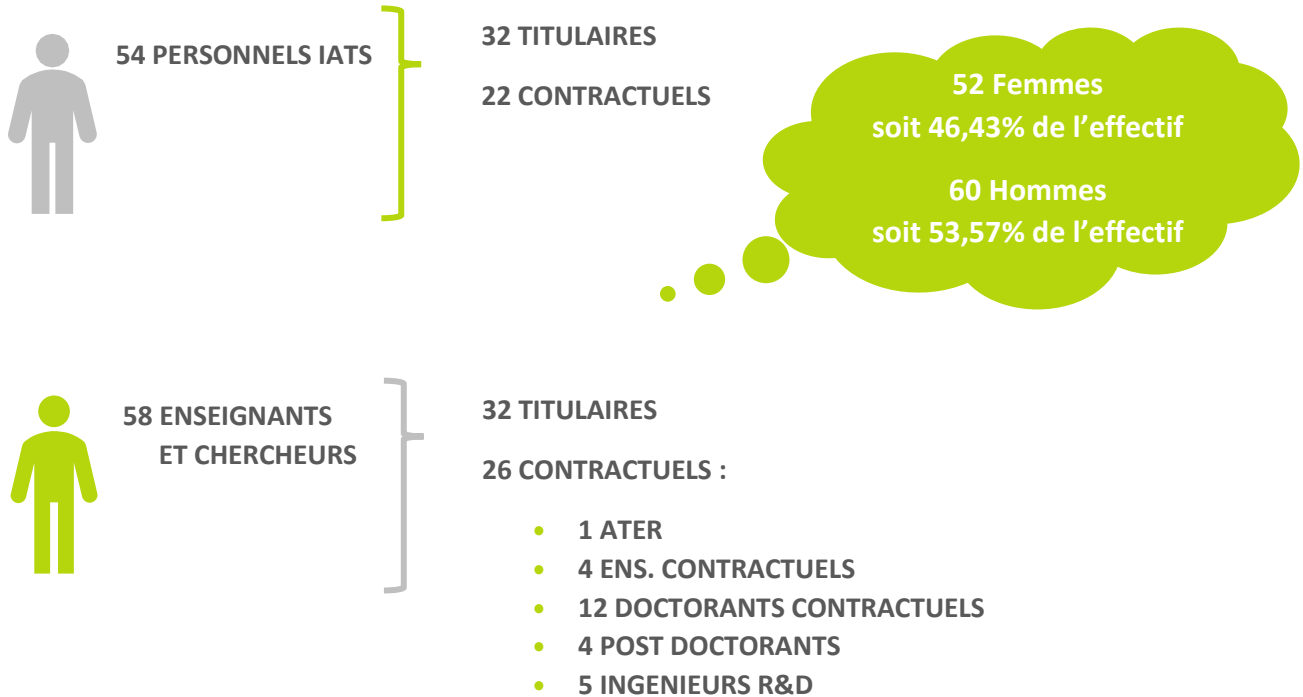 54 PERSONNELS IATS
32 TITULAIRES
22 CONTRACTUELS
52 Femmes
soit 46,43% de l’effectif
60 Hommes
soit 53,57% de l’effectif
58 ENSEIGNANTS
ET CHERCHEURS
32 TITULAIRES
26 CONTRACTUELS :
• 1 ATER
• 4 ENS. CONTRACTUELS
• 12 DOCTORANTS CONTRACTUELS
• 4 POST DOCTORANTS
• 5 INGENIEURS R&D